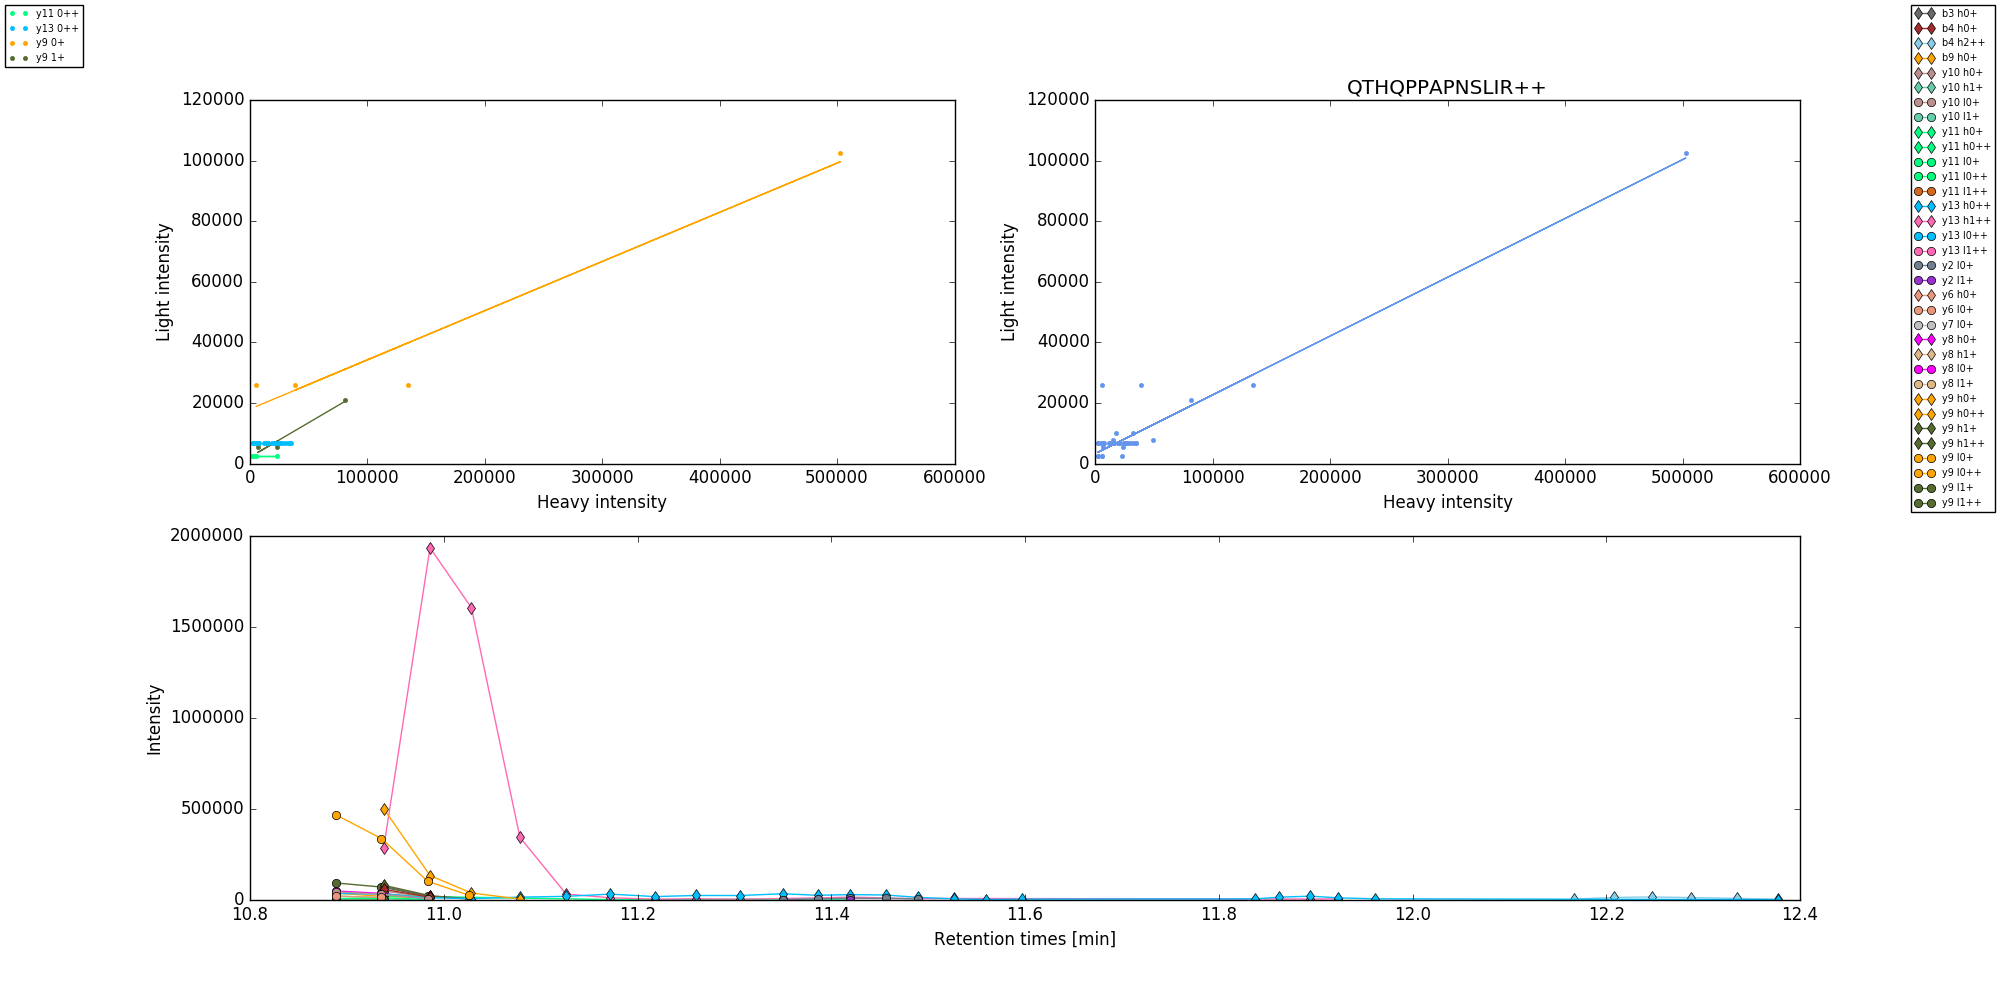 y11 0++
y13 0++
y9 0+
y9 1+
120000
100000
80000
60000
40000
20000
0
Light intensity
0 100000 200000 300000 400000 500000 600000
Heavy intensity
QTHQPPAPNSLIR++
120000
100000
80000
60000
40000
20000
0
Light intensity
0 100000 200000 300000 400000 500000 600000
Heavy intensity
b3 h0+
b4 h0+
b4 h2++
b9 h0+
y10 h0+
y10 h1+
y10 l0+
y10 l1+
y11 h0+
y11 h0++
y11 l0+
y11 l0++
y11 l1++
y13 h0++
y13 h1++
y13 l0++
y13 l1++
y2 l0+
y2 l1+
y6 h0+
y6 l0+
y7 l0+
y8 h0+
y8 h1+
y8 l0+
y8 l1+
y9 h0+
y9 h0++
y9 h1+
y9 h1++
y9 l0+
y9 l0++
y9 l1+
y9 l1++
2000000
1500000
1000000
500000
0
Intensity
10.8 11.0 11.2 11.4 11.6 11.8 12.0 12.2 12.4
Retention times [min]